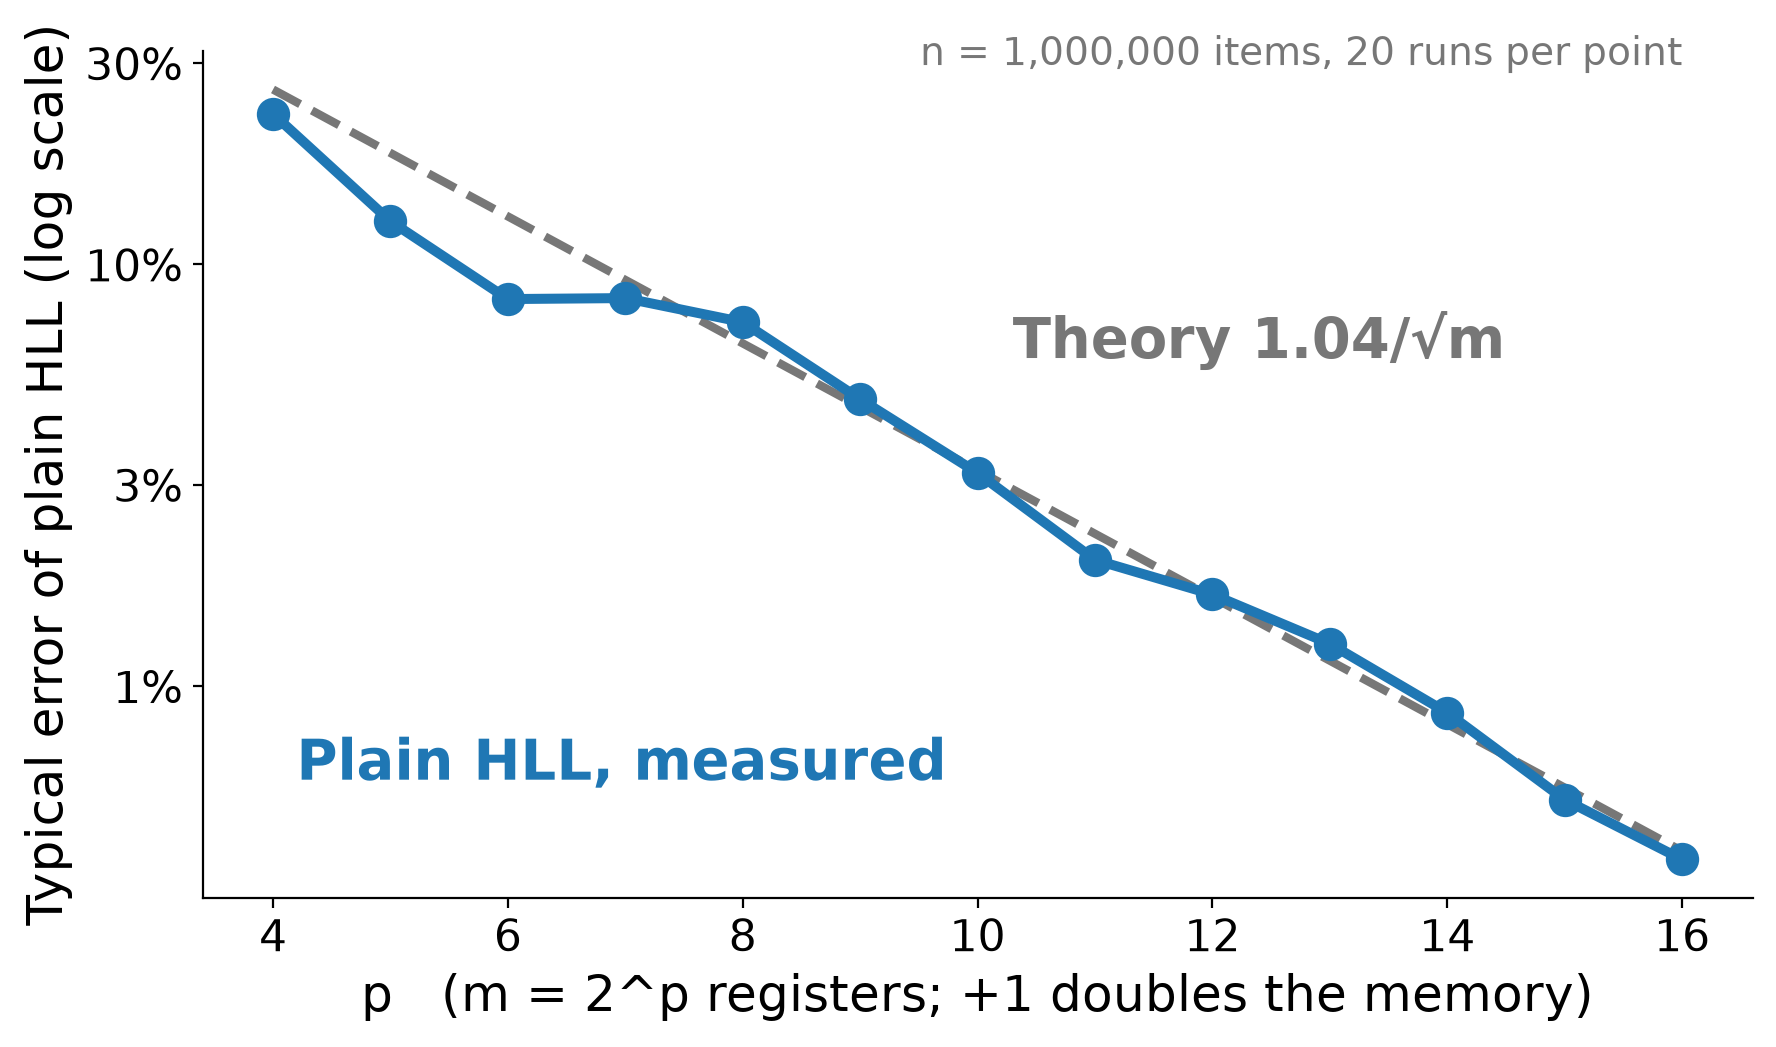 Typical error of plain HLL (log scale)
30%
10%
3%
1%
n = 1,000,000 items, 20 runs per point
Theory 1.04/√m
Plain HLL, measured
4 6 8 10 12 14 16
p (m = 2^p registers; +1 doubles the memory)